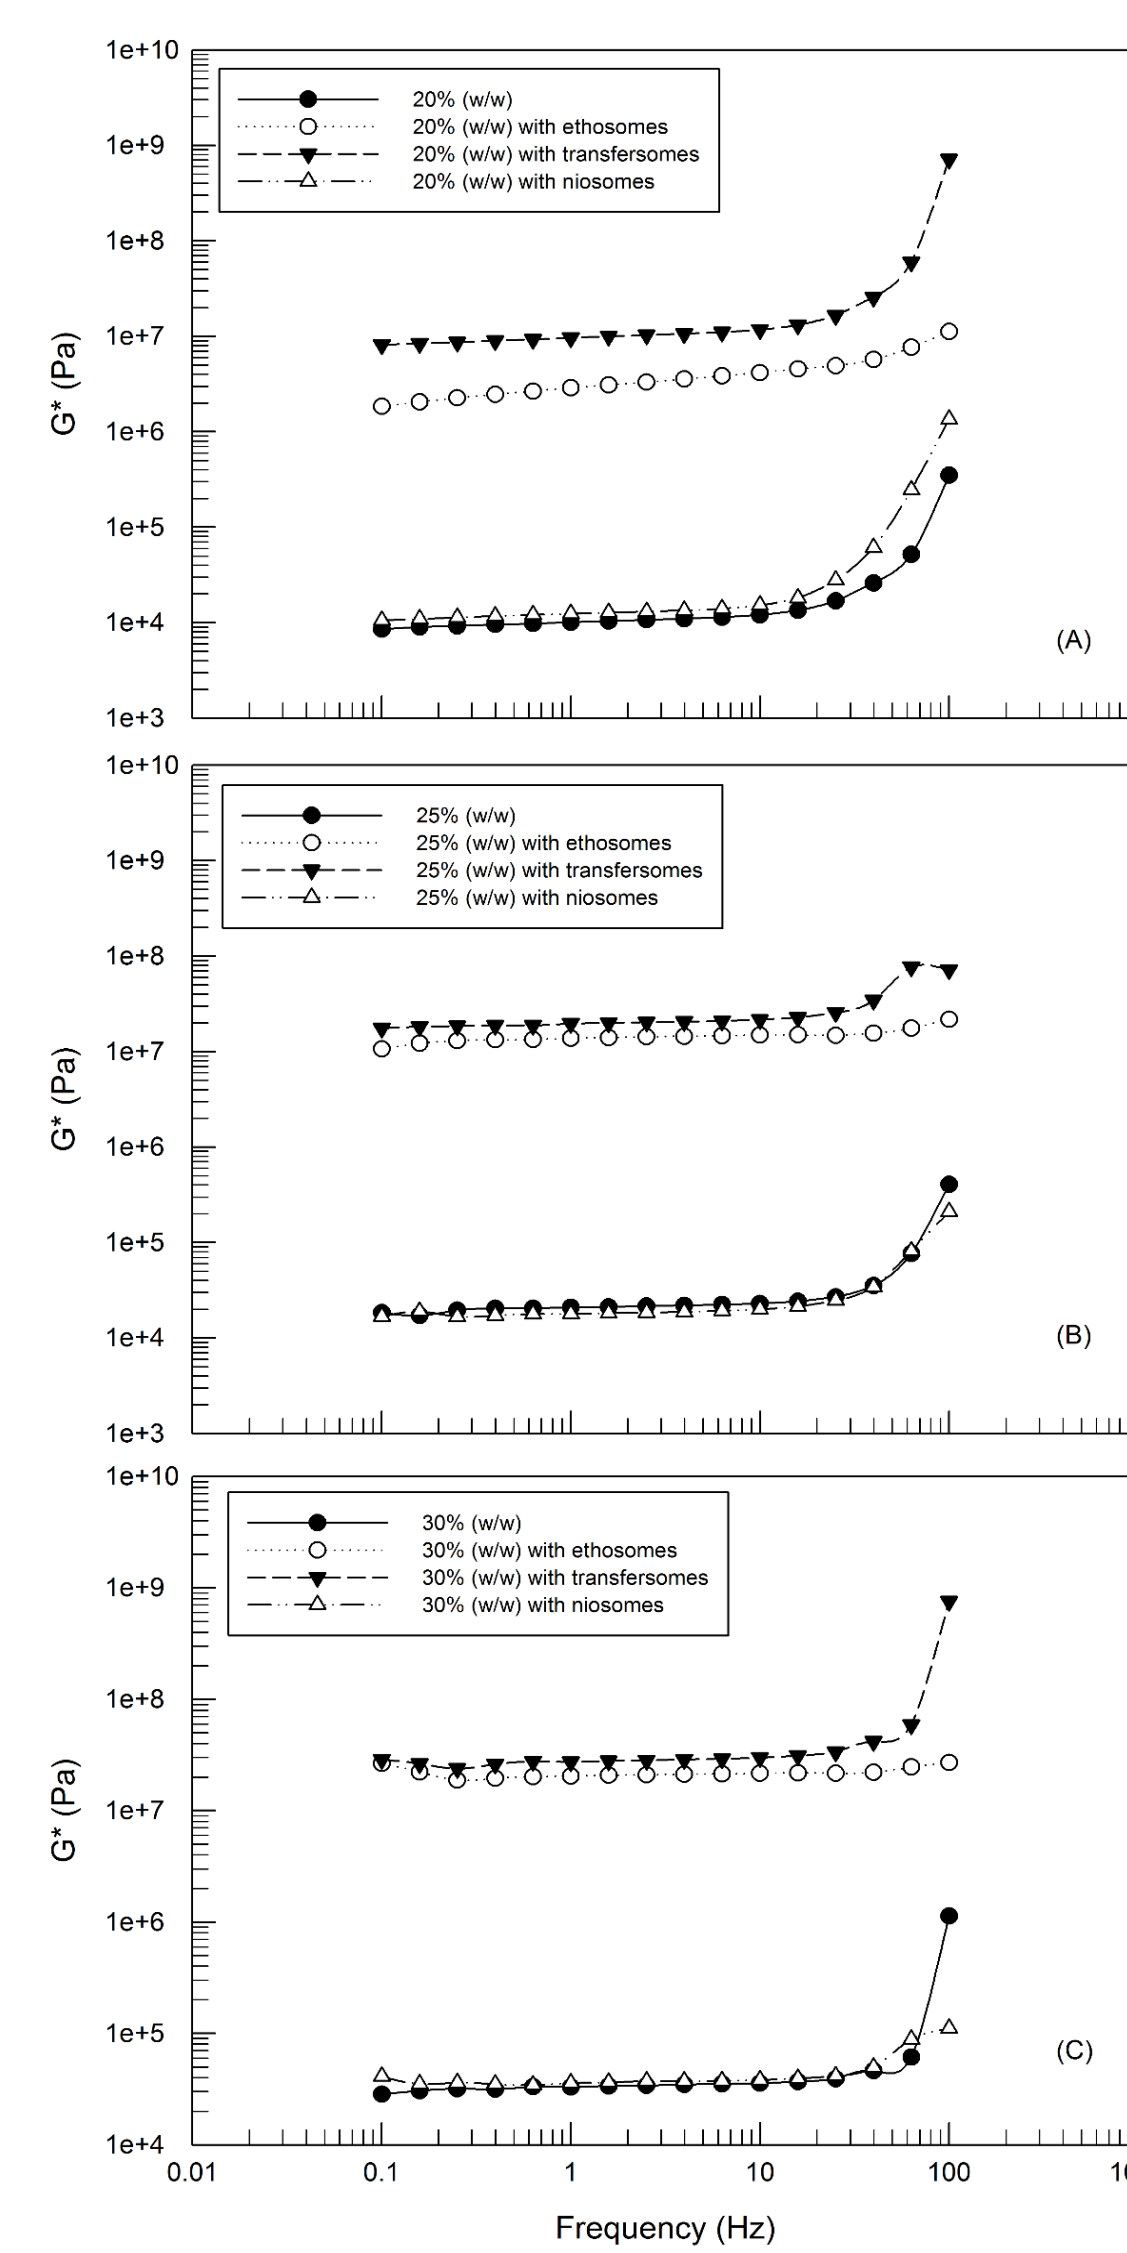 1e+10
20% (w/w)
20% (w/w) with ethosomes
20% (w/w) with transfersomes
20% (w/w) with niosomes
1e+9
1e+8
1e+7
1e+6
1e+5
1e+4
1e+3
G* (Pa)
(A)
1e+10
25% (w/w)
25% (w/w) with ethosomes
25% (w/w) with transfersomes
25% (w/w) with niosomes
1e+9
1e+8
1e+7
1e+6
1e+5
1e+4
1e+3
G* (Pa)
(B)
1e+10
30% (w/w)
30% (w/w) with ethosomes
30% (w/w) with transfersomes
30% (w/w) with niosomes
1e+9
1e+8
1e+7
1e+6
1e+5
1e+4
G* (Pa)
(C)
0.01 0.1 1 10 100
Frequency (Hz)